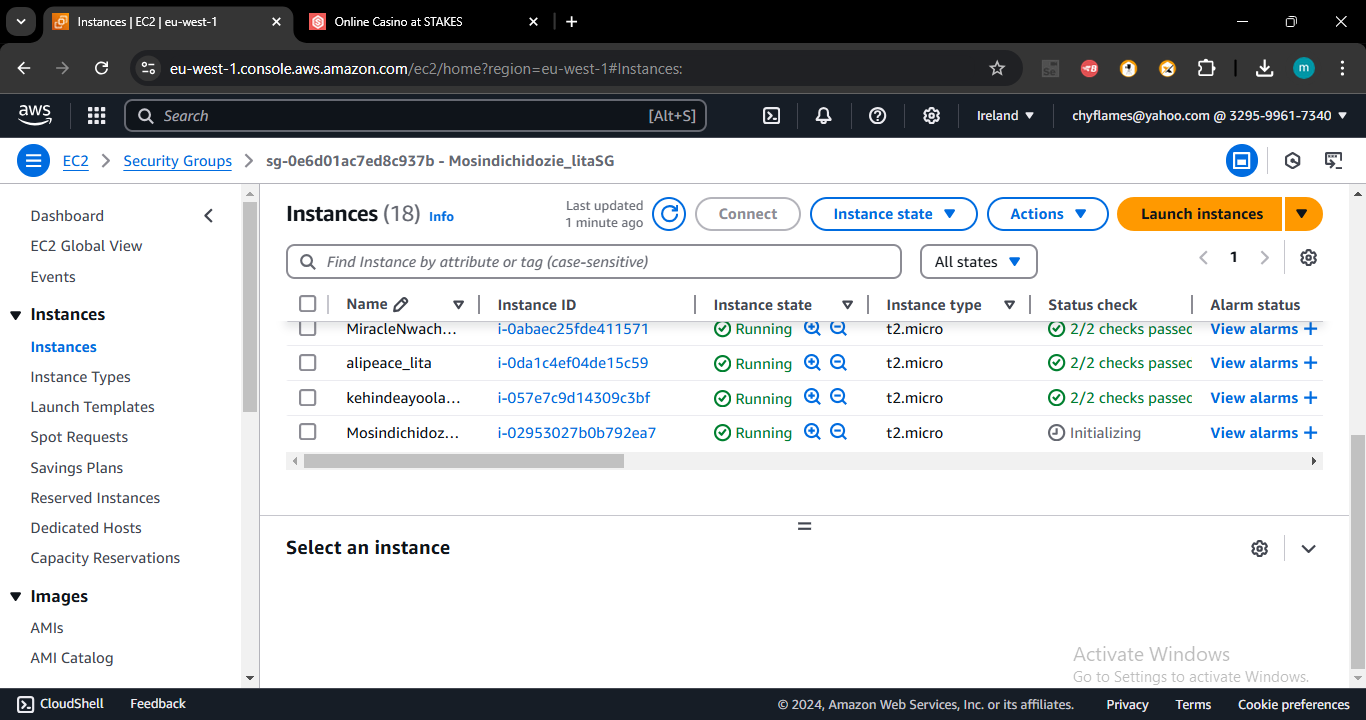 Instances | EC2 | eu-west-1
Online Casino at STAKES
eu-west-1.console.aws.amazon.com/ec2/home?region=eu-west-1#Instances:
m
aws
Search
[Alt+S]
Ireland
chyflames@yahoo.com @ 3295-9961-7340
EC2
Security Groups
sg-0e6d01ac7ed8c937b - Mosindichidozie_litaSG
Dashboard
EC2 Global View
Events
Instances
Instances
Instance Types
Launch Templates
Spot Requests
Savings Plans
Reserved Instances
Dedicated Hosts
Capacity Reservations
Images
AMIs
AMI Catalog
Instances (18) Info
Last updated
1 minute ago
Connect
Instance state
Actions
Launch instances
Find Instance by attribute or tag (case-sensitive)
All states
1
Name Instance ID Instance state Instance type Status check Alarm status
MiracleNwach... i-0abaec25fde411571 Running t2.micro 2/2 checks passec View alarms +
alipeace_lita i-0da1c4ef04de15c59 Running t2.micro 2/2 checks passec View alarms +
kehindeayoola... i-057e7c9d14309c3bf Running t2.micro 2/2 checks passec View alarms +
Mosindichidoz... i-02953027b0b792ea7 Running t2.micro Initializing View alarms +
Select an instance
Activate Windows
Go to Settings to activate Windows.
CloudShell
Feedback
© 2024, Amazon Web Services, Inc. or its affiliates.
Privacy
Terms
Cookie preferences